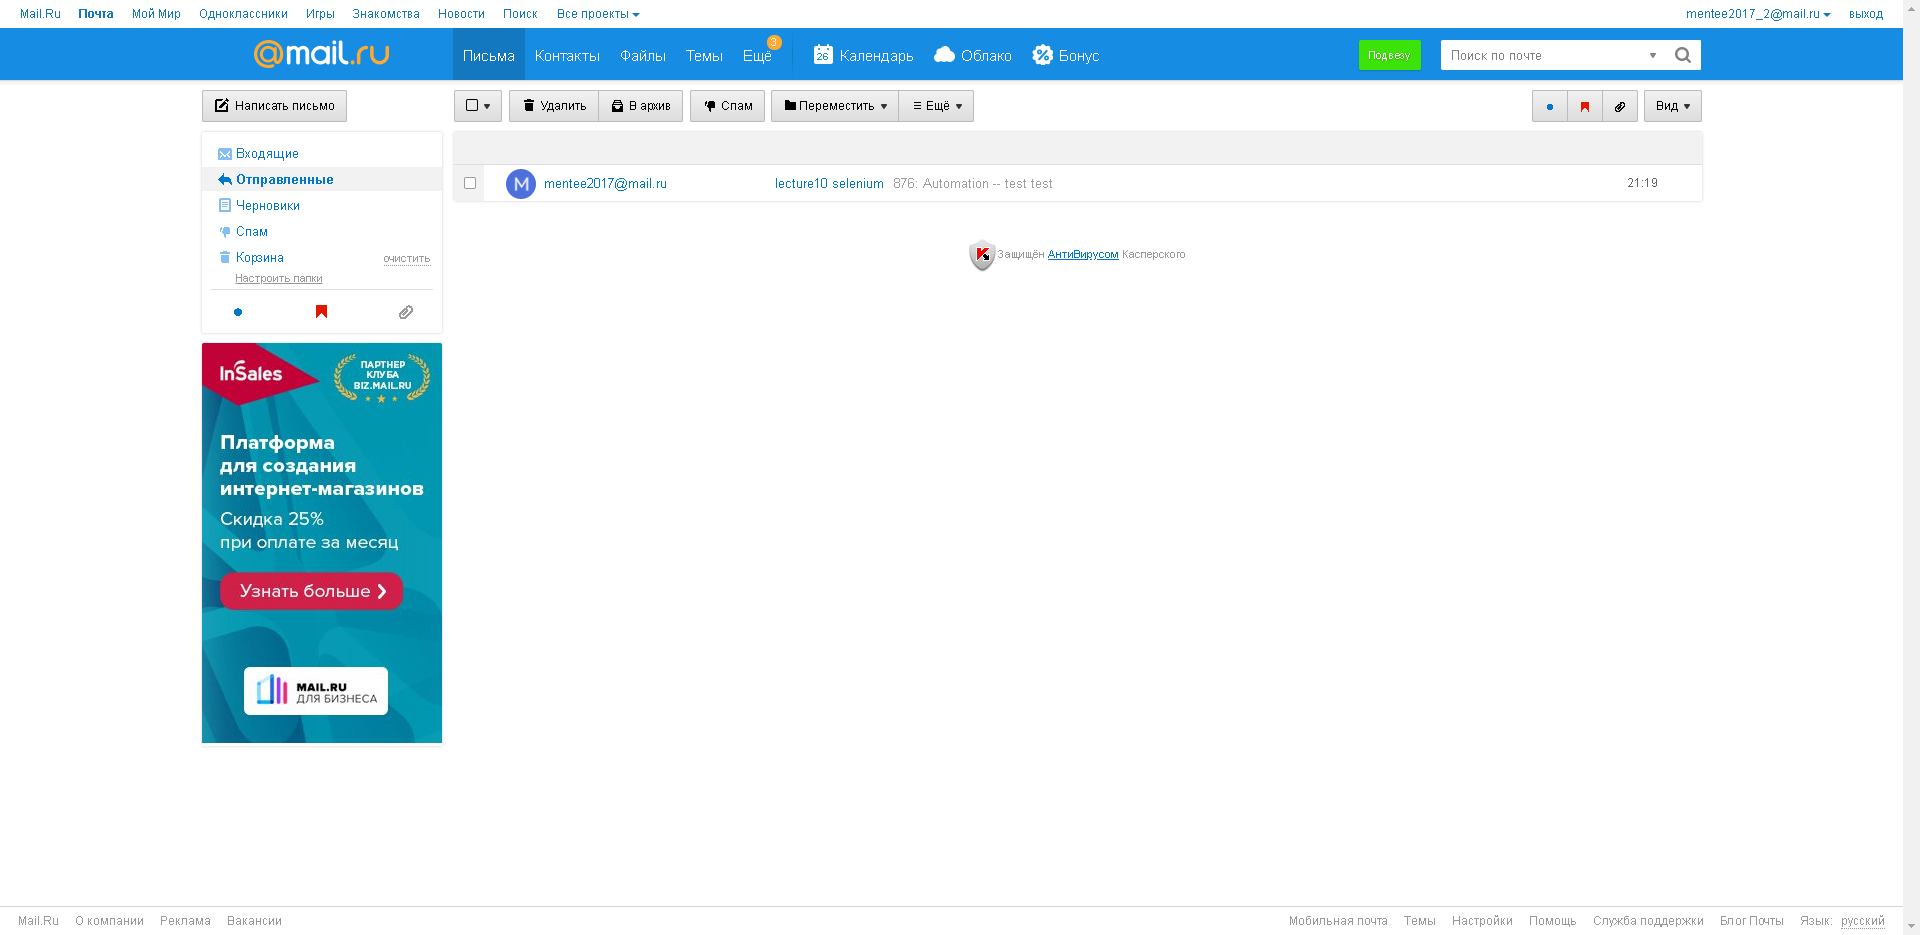 Mail.Ru Почта Мой Мир Одноклассники Игры Знакомства Новости Поиск Все проекты mentee2017_2@mail.ru выход
@mail.ru Письма Контакты Файлы Темы Ещё 3 26 Календарь Облако Бонус Подвезу Поиск по почте
Написать письмо Удалить В архив Спам Переместить Ещё Вид
Входящие
Отправленные
Черновики
Спам
Корзина очистить
Настроить папки
M mentee2017@mail.ru lecture10 selenium 876: Automation -- test test 21:19
Защищён АнтиВирусом Касперского
InSales
ПАРТНЕР
КЛУБА
BIZ.MAIL.RU
Платформа
для создания
интернет-магазинов
Скидка 25%
при оплате за месяц
Узнать больше
MAIL.RU
ДЛЯ БИЗНЕСА
Mail.Ru О компании Реклама Вакансии Мобильная почта Темы Настройки Помощь Служба поддержки Блог Почты Язык: русский